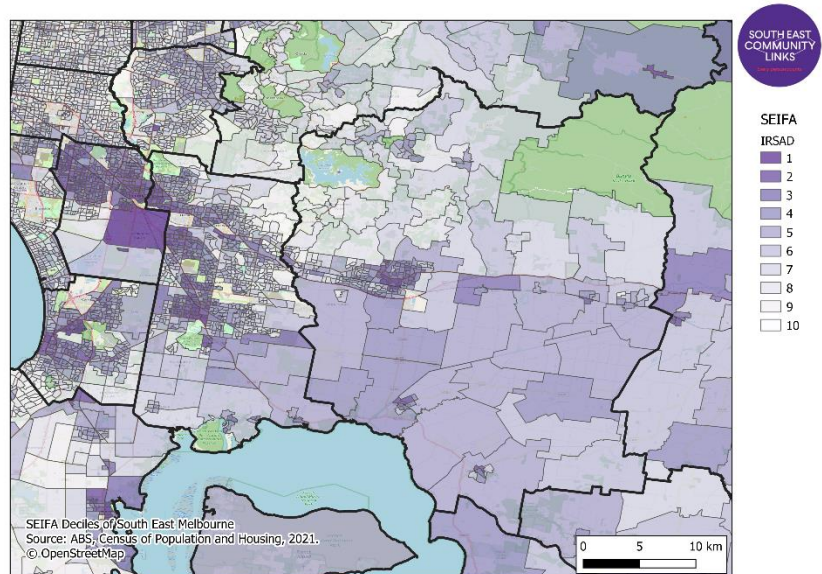 SOUTH EAST
COMMUNITY
LINKS
SEIFA
IRSAD
1
2
3
4
5
6
7
8
9
10
SEIFA Deciles of South East Melbourne
Source: ABS, Census of Population and Housing, 2021.
© OpenStreetMap
0 5 10 km